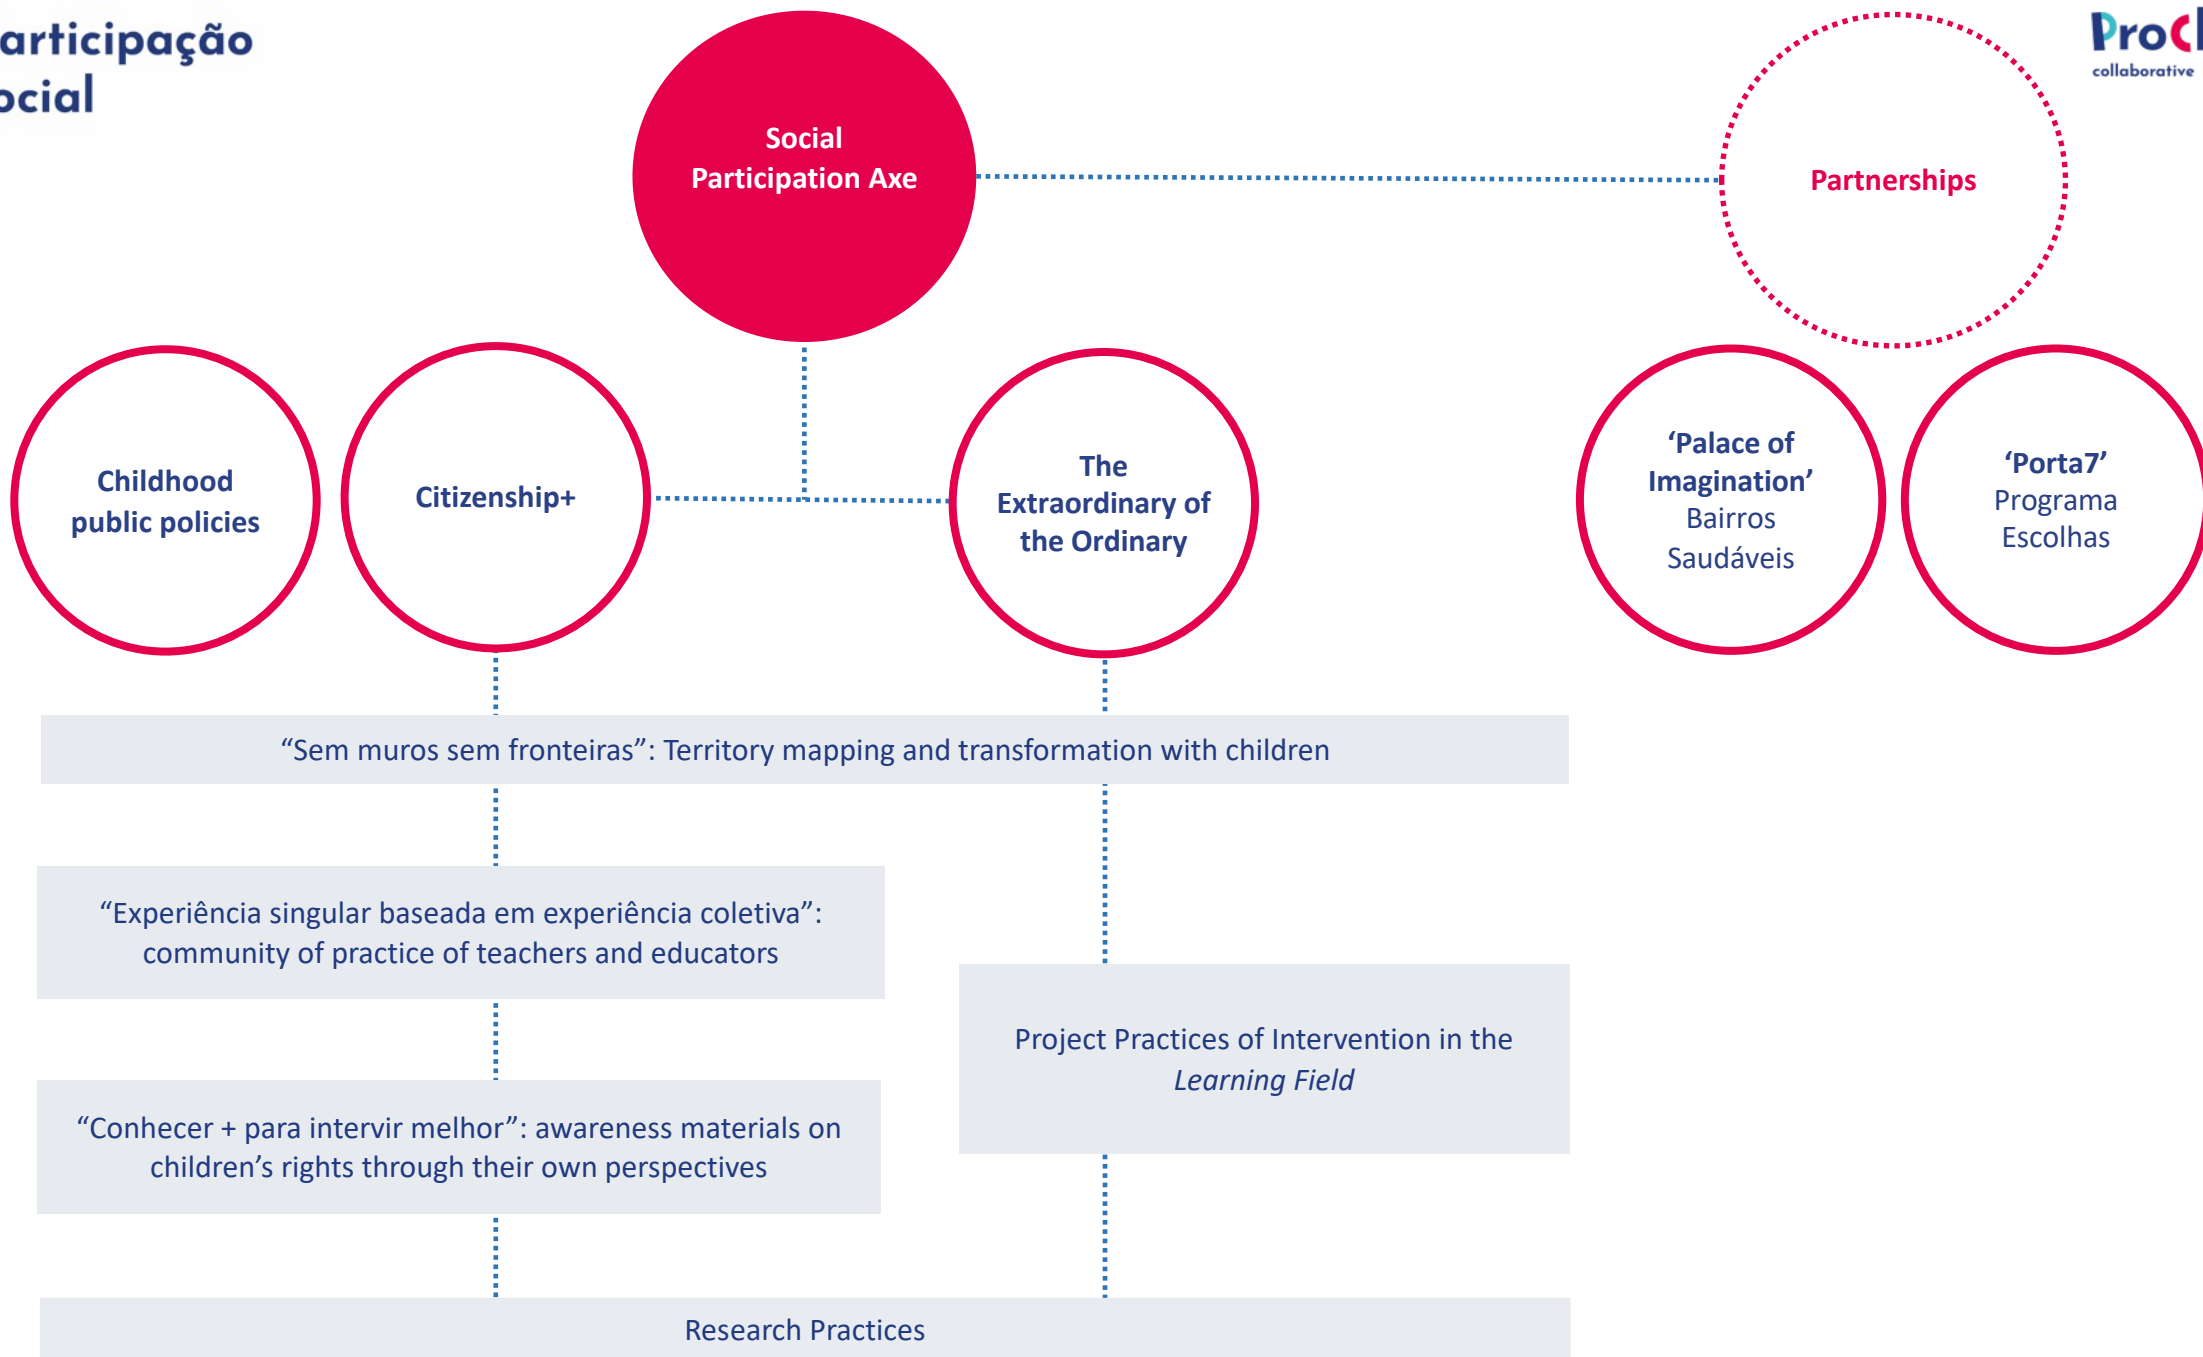 articipação
ocial
ProC
collaborative
Social
Participation Axe
Partnerships
Childhood
public policies
Citizenship+
The
Extraordinary of
the Ordinary
‘Palace of
Imagination’
Bairros
Saudáveis
‘Porta7’
Programa
Escolhas
“Sem muros sem fronteiras”: Territory mapping and transformation with children
“Experiência singular baseada em experiência coletiva”:
community of practice of teachers and educators
Project Practices of Intervention in the
Learning Field
“Conhecer + para intervir melhor”: awareness materials on
children’s rights through their own perspectives
Research Practices